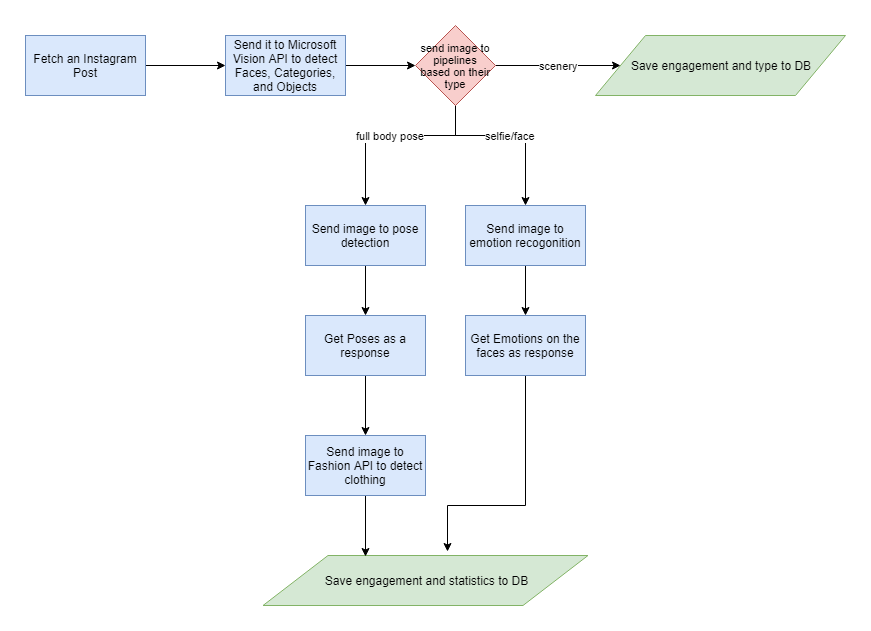 Fetch an Instagram
Post
Send it to Microsoft
Vision API to detect
Faces, Categories,
and Objects
send image to
pipelines
based on their
type
scenery
Save engagement and type to DB
full body pose
selfie/face
Send image to pose
detection
Send image to
emotion recogonition
Get Poses as a
response
Get Emotions on the
faces as response
Send image to
Fashion API to detect
clothing
Save engagement and statistics to DB